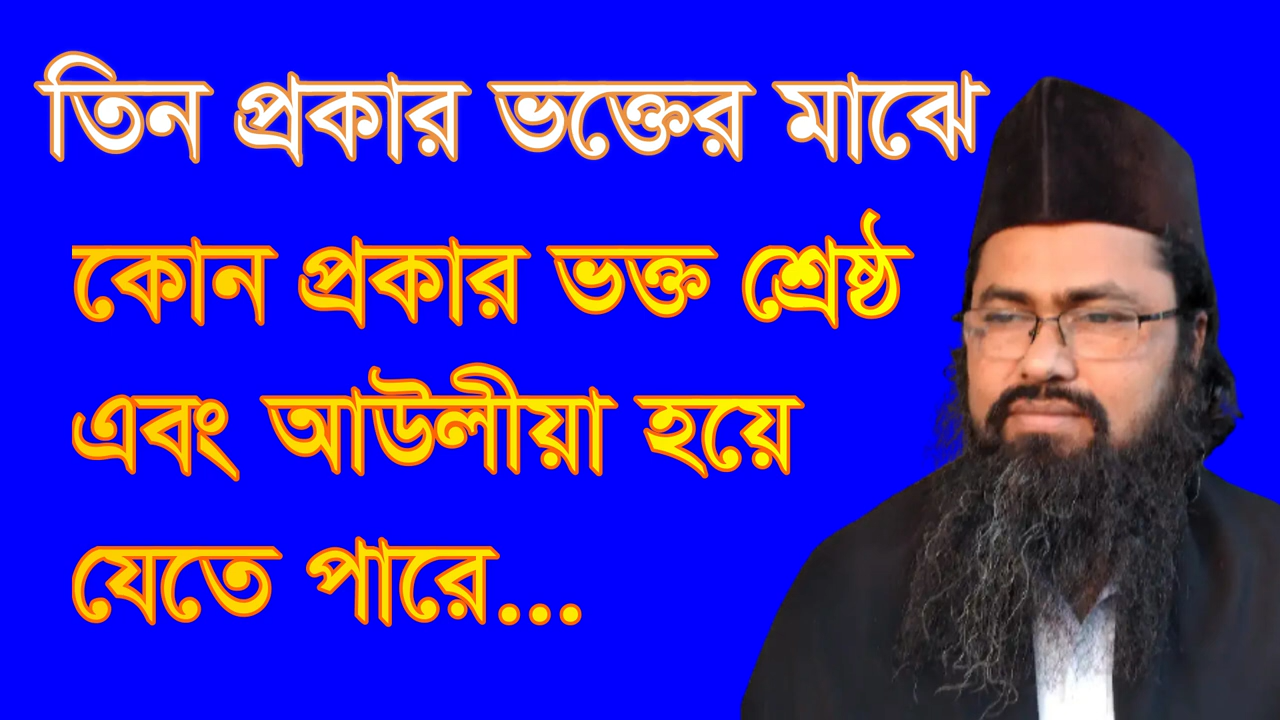 তিন প্রকার ভক্তের মাঝে
কোন প্রকার ভক্ত শ্রেষ্ঠ
এবং আউলীয়া হয়ে
যেতে পারে...